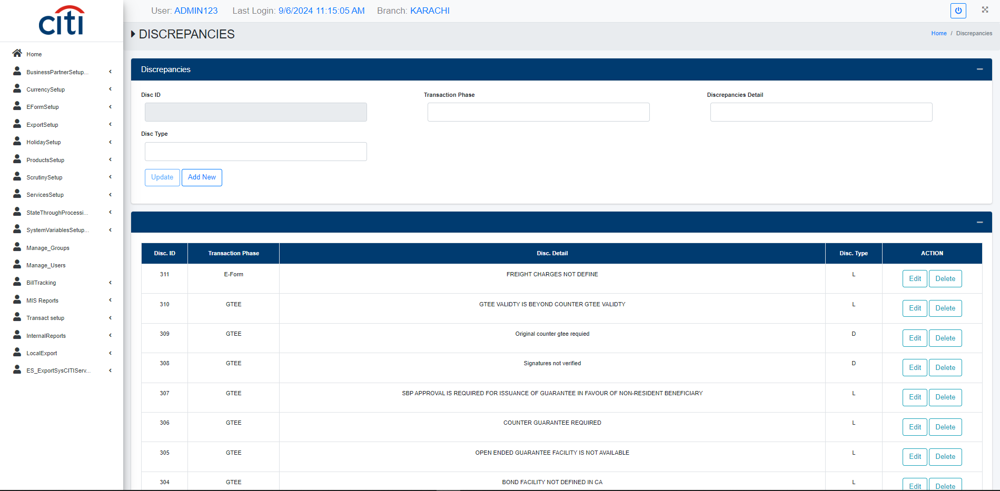 citi
User: ADMIN123 Last Login: 9/6/2024 11:15:05 AM Branch: KARACHI
DISCREPANCIES
Home / Discrepancies
Home
BusinessPartnerSetup...
CurrencySetup
EFormSetup
ExportSetup
HolidaySetup
ProductsSetup
ScrutinySetup
ServicesSetup
StateThroughProcessi...
SystemVariablesSetup...
Manage_Groups
Manage_Users
BillTracking
MIS Reports
Transact setup
InternalReports
LocalExport
ES_ExportSysCITIServ...
Discrepancies
Disc ID Transaction Phase Discrepancies Detail
Disc Type
Update Add New
Disc. ID Transaction Phase Disc. Detail Disc. Type ACTION
311 E-Form FREIGHT CHARGES NOT DEFINE L Edit Delete
310 GTEE GTEE VALIDTY IS BEYOND COUNTER GTEE VALIDTY L Edit Delete
309 GTEE Original counter gtee requied D Edit Delete
308 GTEE Signatures not verified D Edit Delete
307 GTEE SBP APPROVAL IS REQUIRED FOR ISSUANCE OF GUARANTEE IN FAVOUR OF NON-RESIDENT BENEFICIARY L Edit Delete
306 GTEE COUNTER GUARANTEE REQUIRED L Edit Delete
305 GTEE OPEN ENDED GUARANTEE FACILITY IS NOT AVAILABLE L Edit Delete
304 GTEE BOND FACILITY NOT DEFINED IN CA L Edit Delete